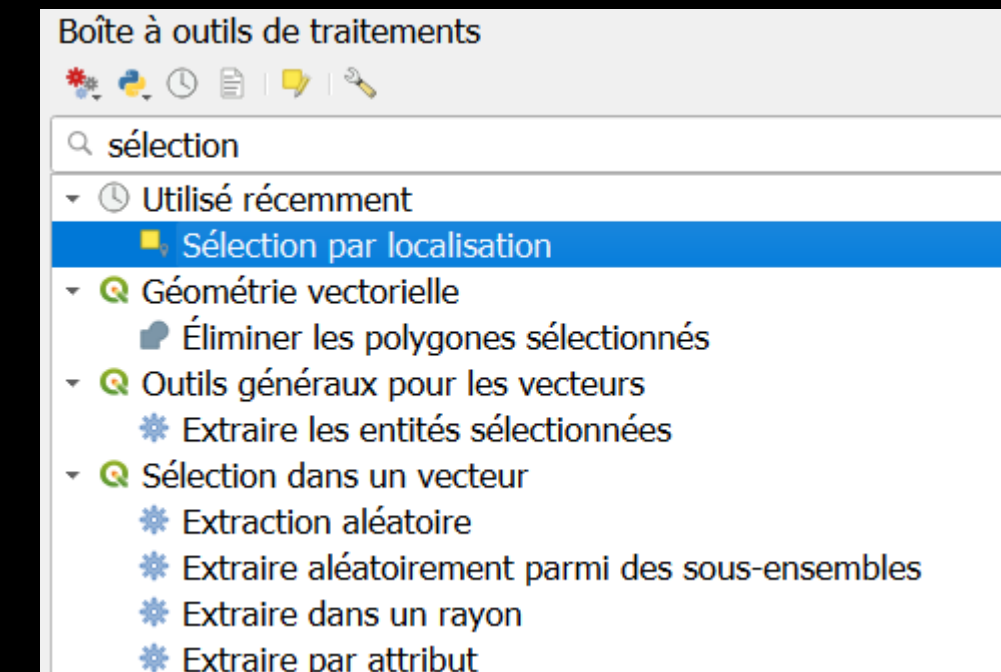 Boîte à outils de traitements
sélection
Utilisé récemment
Sélection par localisation
Géométrie vectorielle
Éliminer les polygones sélectionnés
Outils généraux pour les vecteurs
Extraire les entités sélectionnées
Sélection dans un vecteur
Extraction aléatoire
Extraire aléatoirement parmi des sous-ensembles
Extraire dans un rayon
Extraire par attribut